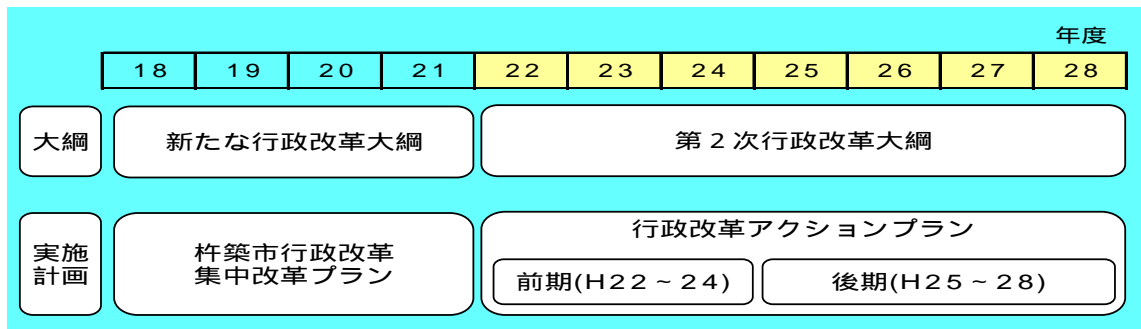 年度
18 19 20 21 22 23 24 25 26 27 28
大綱 新たな行政改革大綱 第2次行政改革大綱
実施
計画
杵築市行政改革
集中改革プラン
行政改革アクションプラン
前期(H22~24) 後期(H25~28)